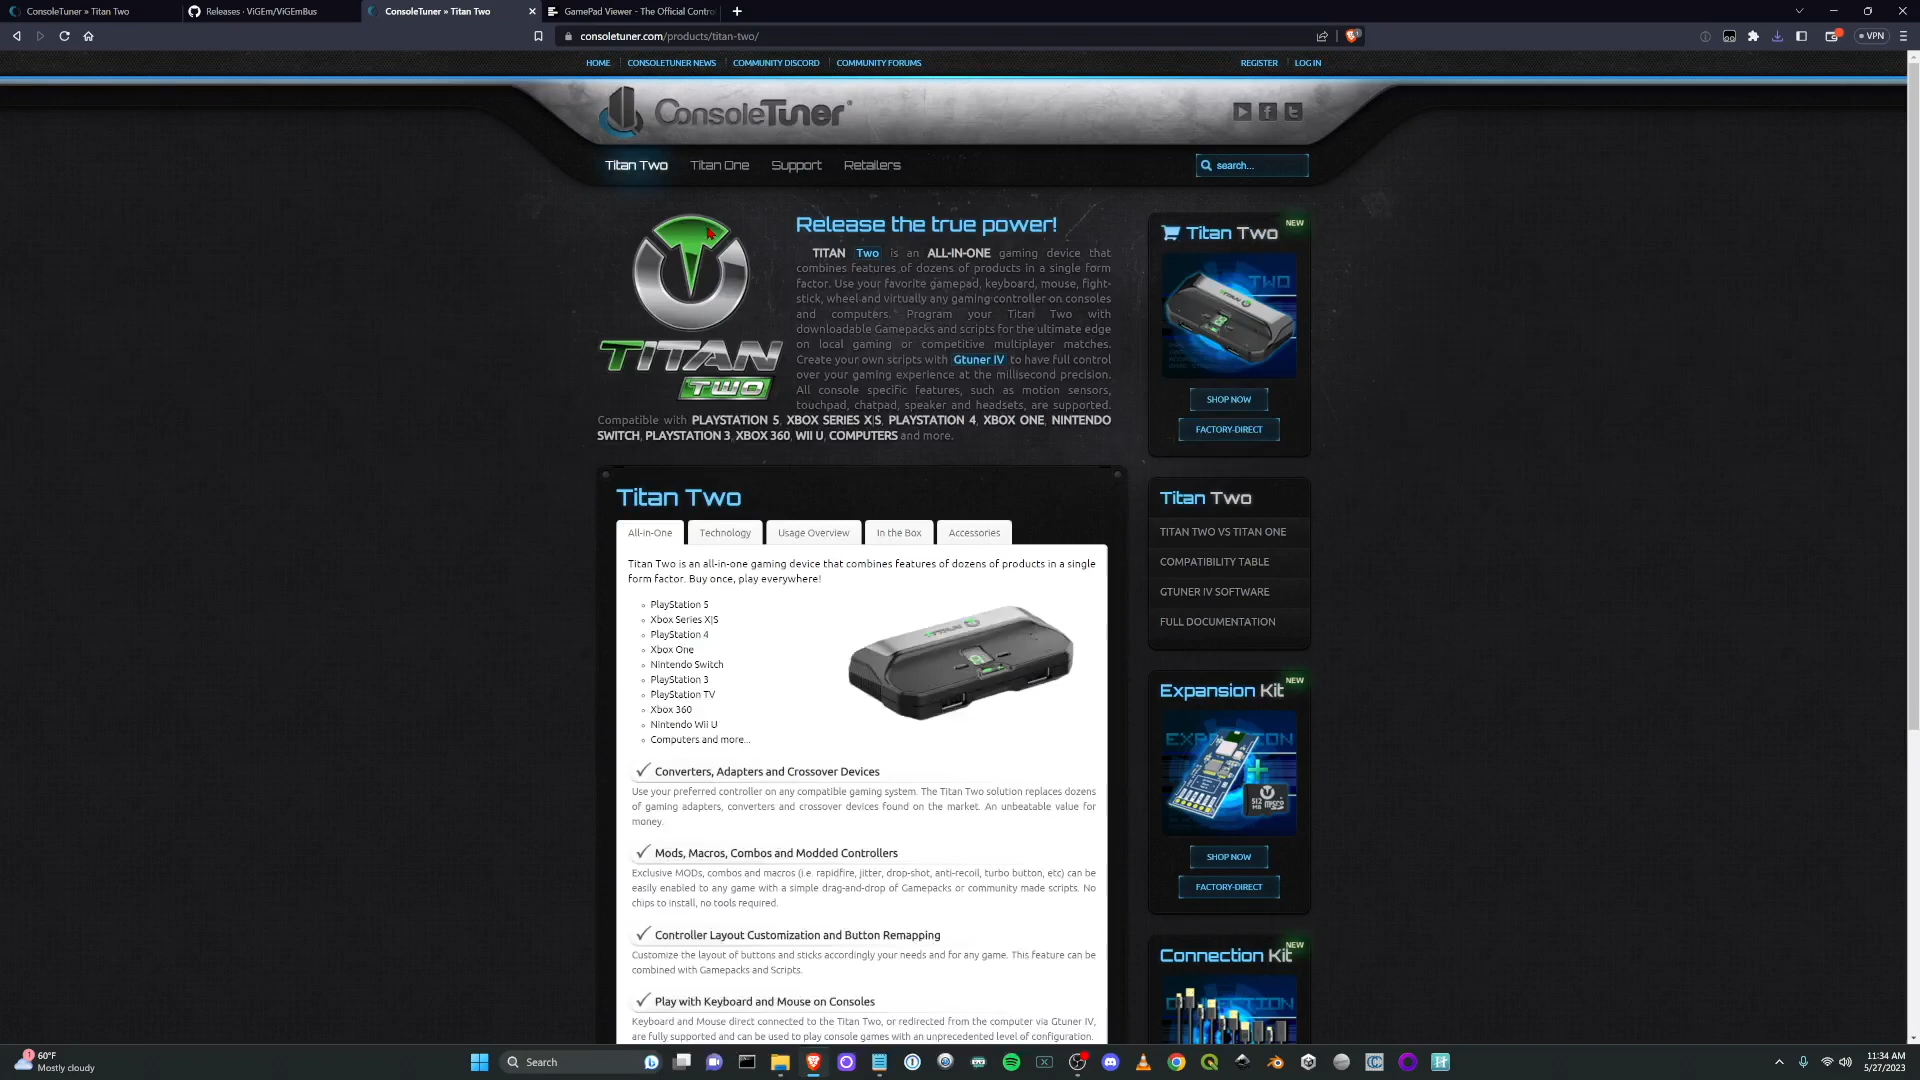 ConsoleTuner » Titan Two
Releases · ViGEm/ViGEmBus
ConsoleTuner » Titan Two
GamePad Viewer - The Official Contro
consoletuner.com/products/titan-two/
VPN
HOME
CONSOLETUNER NEWS
COMMUNITY DISCORD
COMMUNITY FORUMS
REGISTER
LOG IN
ConsoleTuner®
Titan Two
Titan One
Support
Retailers
search...
TITAN
TWO
Release the true power!
TITAN Two is an ALL-IN-ONE gaming device that
combines features of dozens of products in a single form
factor. Use your favorite gamepad, keyboard, mouse, fight-
stick, wheel and virtually any gaming controller on consoles
and computers. Program your Titan Two with
downloadable Gamepacks and scripts for the ultimate edge
on local gaming or competitive multiplayer matches.
Create your own scripts with Gtuner IV to have full control
over your gaming experience at the millisecond precision.
All console specific features, such as motion sensors,
touchpad, chatpad, speaker and headsets, are supported.
Compatible with PLAYSTATION 5, XBOX SERIES X|S, PLAYSTATION 4, XBOX ONE, NINTENDO
SWITCH, PLAYSTATION 3, XBOX 360, WII U, COMPUTERS and more.
Titan Two
NEW
TWO
SHOP NOW
FACTORY-DIRECT
Titan Two
All-in-One
Technology
Usage Overview
In the Box
Accessories
Titan Two is an all-in-one gaming device that combines features of dozens of products in a single
form factor. Buy once, play everywhere!
PlayStation 5
Xbox Series X|S
PlayStation 4
Xbox One
Nintendo Switch
PlayStation 3
PlayStation TV
Xbox 360
Nintendo Wii U
Computers and more...
Converters, Adapters and Crossover Devices
Use your preferred controller on any compatible gaming system. The Titan Two solution replaces dozens
of gaming adapters, converters and crossover devices found on the market. An unbeatable value for
money.
Mods, Macros, Combos and Modded Controllers
Exclusive MODs, combos and macros (i.e. rapidfire, jitter, drop-shot, anti-recoil, turbo button, etc) can be
easily enabled to any game with a simple drag-and-drop of Gamepacks or community made scripts. No
chips to install, no tools required.
Controller Layout Customization and Button Remapping
Customize the layout of buttons and sticks accordingly your needs and for any game. This feature can be
combined with Gamepacks and Scripts.
Play with Keyboard and Mouse on Consoles
Keyboard and Mouse direct connected to the Titan Two, or redirected from the computer via Gtuner IV,
are fully supported and can be used to play console games with an unprecedented level of configuration.
Titan Two
TITAN TWO VS TITAN ONE
COMPATIBILITY TABLE
GTUNER IV SOFTWARE
FULL DOCUMENTATION
Expansion Kit
NEW
512
MB
micro
SHOP NOW
FACTORY-DIRECT
Connection Kit
NEW
1
60°F
Mostly cloudy
Search
11:34 AM
5/27/2023